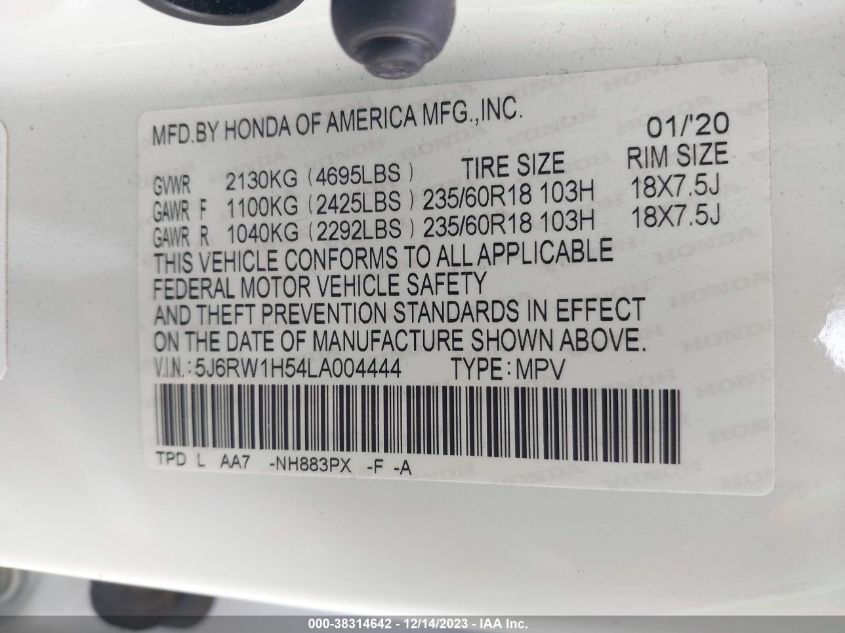 MFD.BY HONDA OF AMERICA MFG.,INC. 01/'20
GVWR 2130KG (4695LBS) TIRE SIZE RIM SIZE
GAWR F 1100KG (2425LBS) 235/60R18 103H 18X7.5J
GAWR R 1040KG (2292LBS) 235/60R18 103H 18X7.5J
THIS VEHICLE CONFORMS TO ALL APPLICABLE
FEDERAL MOTOR VEHICLE SAFETY
AND THEFT PREVENTION STANDARDS IN EFFECT
ON THE DATE OF MANUFACTURE SHOWN ABOVE.
V.I.N.: 5J6RW1H54LA004444 TYPE: MPV
TPD L AA7 -NH883PX -F -A
000-38314642 - 12/14/2023 - IAA Inc.